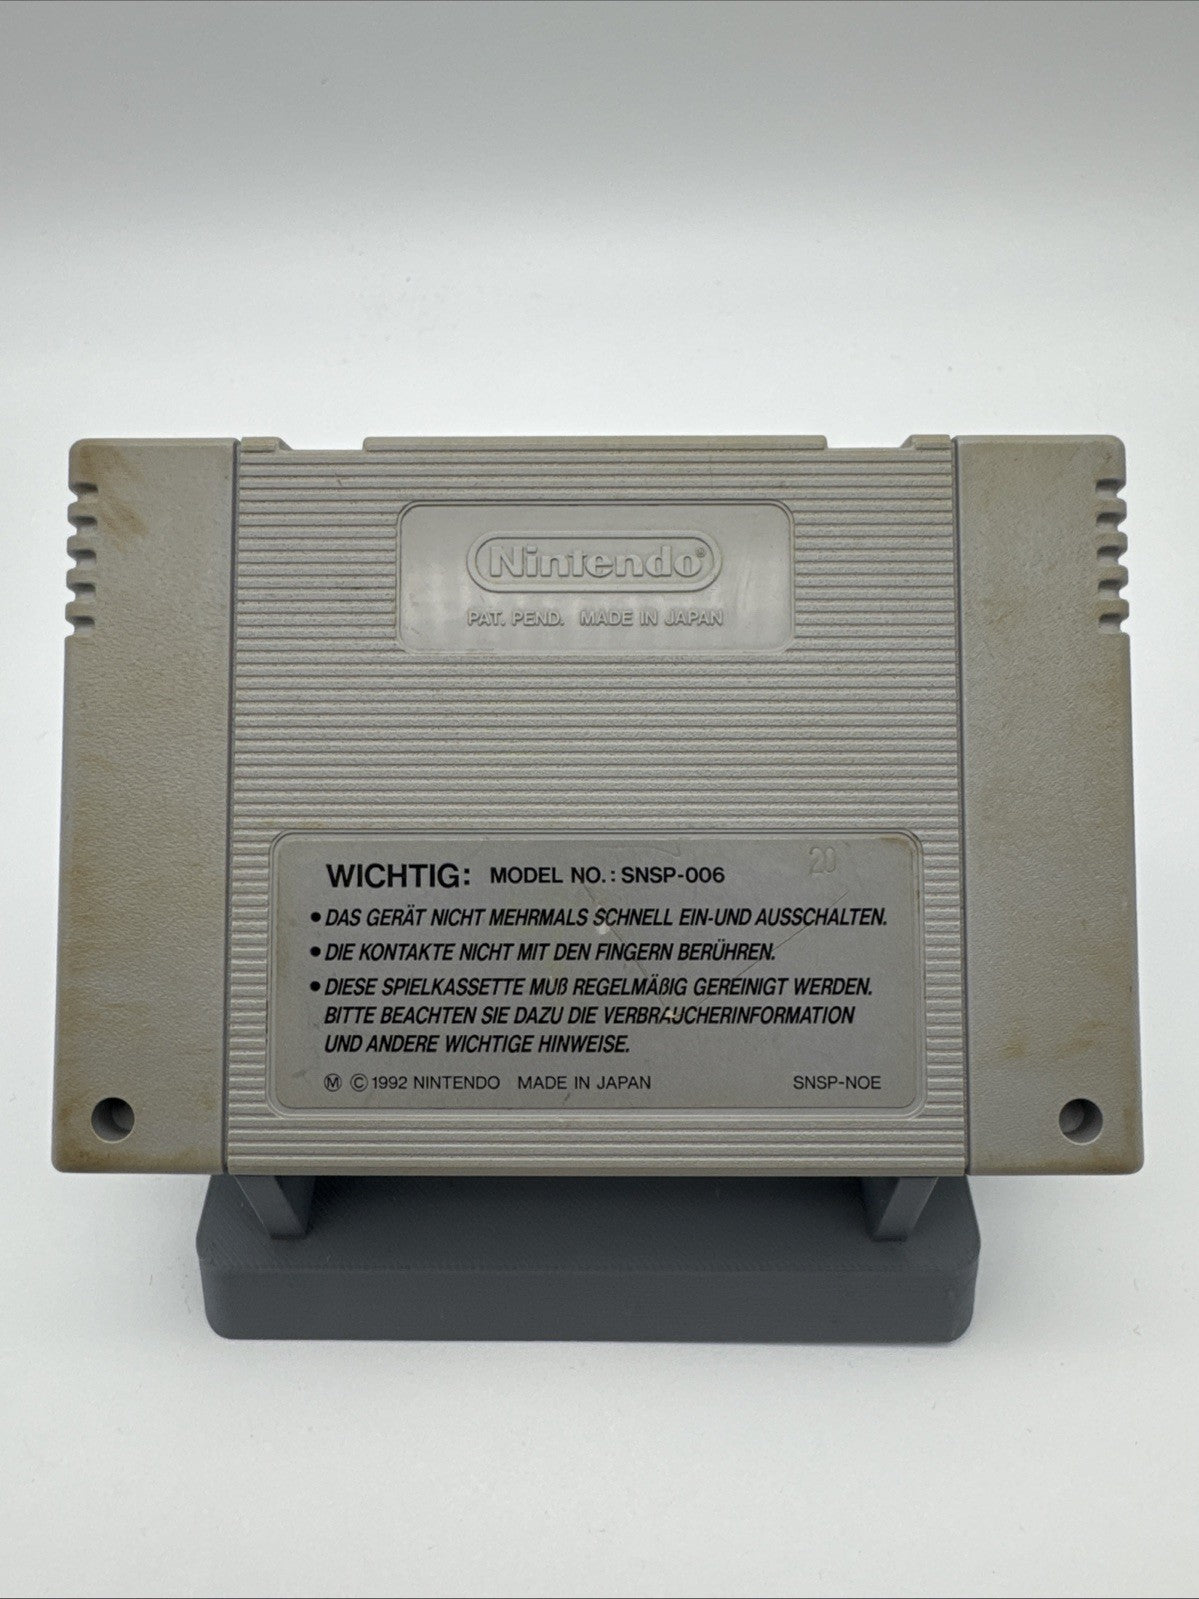 Nintendo®
PAT. PEND. MADE IN JAPAN
20
WICHTIG: MODEL NO.: SNSP-006
• DAS GERÄT NICHT MEHRMALS SCHNELL EIN-UND AUSSCHALTEN.
• DIE KONTAKTE NICHT MIT DEN FINGERN BERÜHREN.
• DIESE SPIELKASSETTE MUß REGELMÄßIG GEREINIGT WERDEN.
BITTE BEACHTEN SIE DAZU DIE VERBRAUCHERINFORMATION
UND ANDERE WICHTIGE HINWEISE.
Ⓜ © 1992 NINTENDO MADE IN JAPAN SNSP-NOE